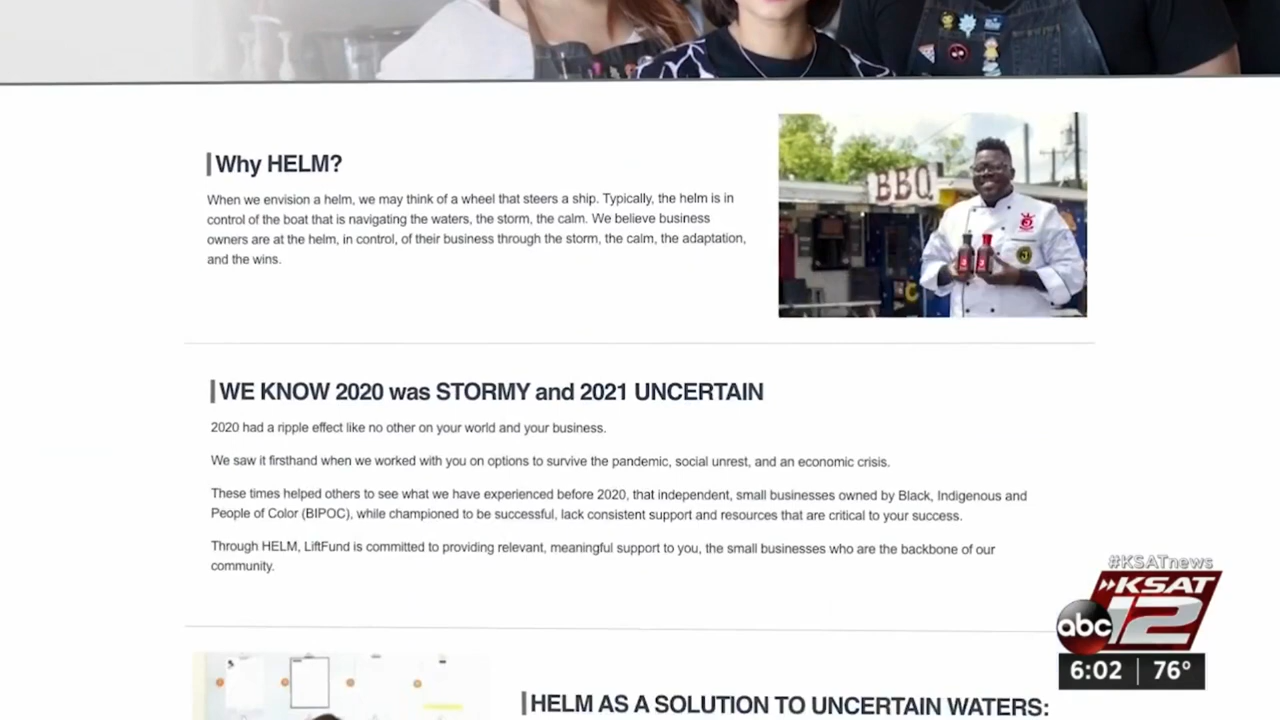 Why HELM?
BBQ
When we envision a helm, we may think of a wheel that steers a ship. Typically, the helm is in
control of the boat that is navigating the waters, the storm, the calm. We believe business
owners are at the helm, in control, of their business through the storm, the calm, the adaptation,
and the wins.
WE KNOW 2020 was STORMY and 2021 UNCERTAIN
2020 had a ripple effect like no other on your world and your business.
We saw it firsthand when we worked with you on options to survive the pandemic, social unrest, and an economic crisis.
These times helped others to see what we have experienced before 2020, that independent, small businesses owned by Black, Indigenous and
People of Color (BIPOC), while championed to be successful, lack consistent support and resources that are critical to your success.
Through HELM, LiftFund is committed to providing relevant, meaningful support to you, the small businesses who are the backbone of our
community.
#KSATnews
KSAT
abc 12
6:02 76°
HELM AS A SOLUTION TO UNCERTAIN WATERS: